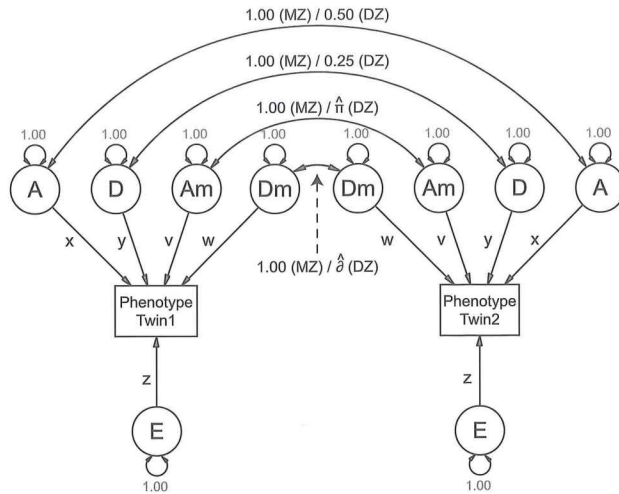 1.00 (MZ) / 0.50 (DZ)
1.00 (MZ) / 0.25 (DZ)
1.00 (MZ) / π̂ (DZ)
1.00 1.00 1.00 1.00 1.00 1.00 1.00 1.00
A D Am Dm Dm Am D A
x y v w w v y x
1.00 (MZ) / ∂̂ (DZ)
Phenotype
Twin1
Phenotype
Twin2
z z
E E
1.00 1.00